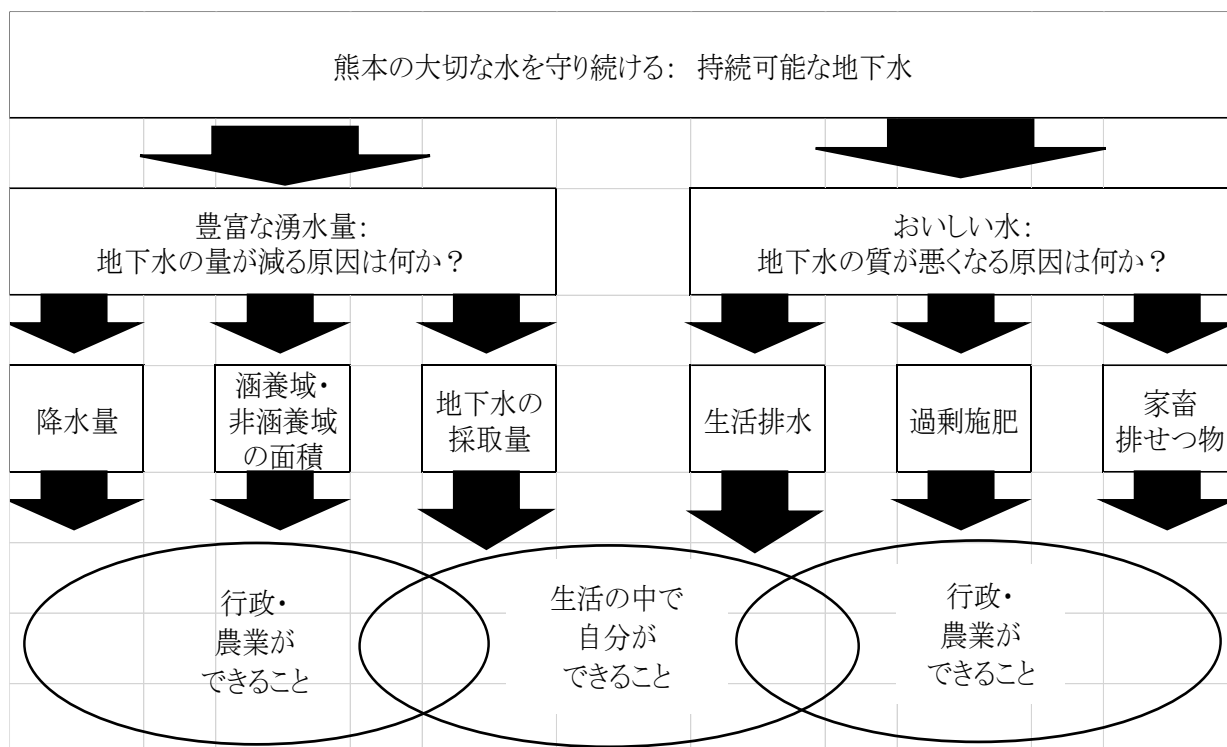 熊本の大切な水を守り続ける： 持続可能な地下水
豊富な湧水量：
地下水の量が減る原因は何か？
おいしい水：
地下水の質が悪くなる原因は何か？
降水量
涵養域・
非涵養域
の面積
地下水の
採取量
生活排水
過剰施肥
家畜
排せつ物
行政・
農業が
できること
生活の中で
自分が
できること
行政・
農業が
できること